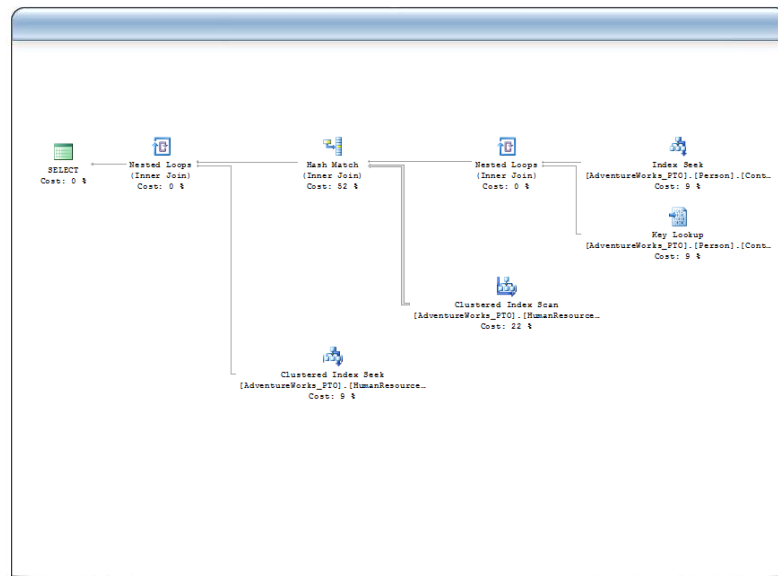 SELECT
Cost: 0 %
Nested Loops
(Inner Join)
Cost: 0 %
Hash Match
(Inner Join)
Cost: 52 %
Nested Loops
(Inner Join)
Cost: 0 %
Index Seek
[AdventureWorks_PTO].[Person].[Cont…
Cost: 9 %
Key Lookup
[AdventureWorks_PTO].[Person].[Cont…
Cost: 9 %
Clustered Index Scan
[AdventureWorks_PTO].[HumanResource…
Cost: 22 %
Clustered Index Seek
[AdventureWorks_PTO].[HumanResource…
Cost: 9 %